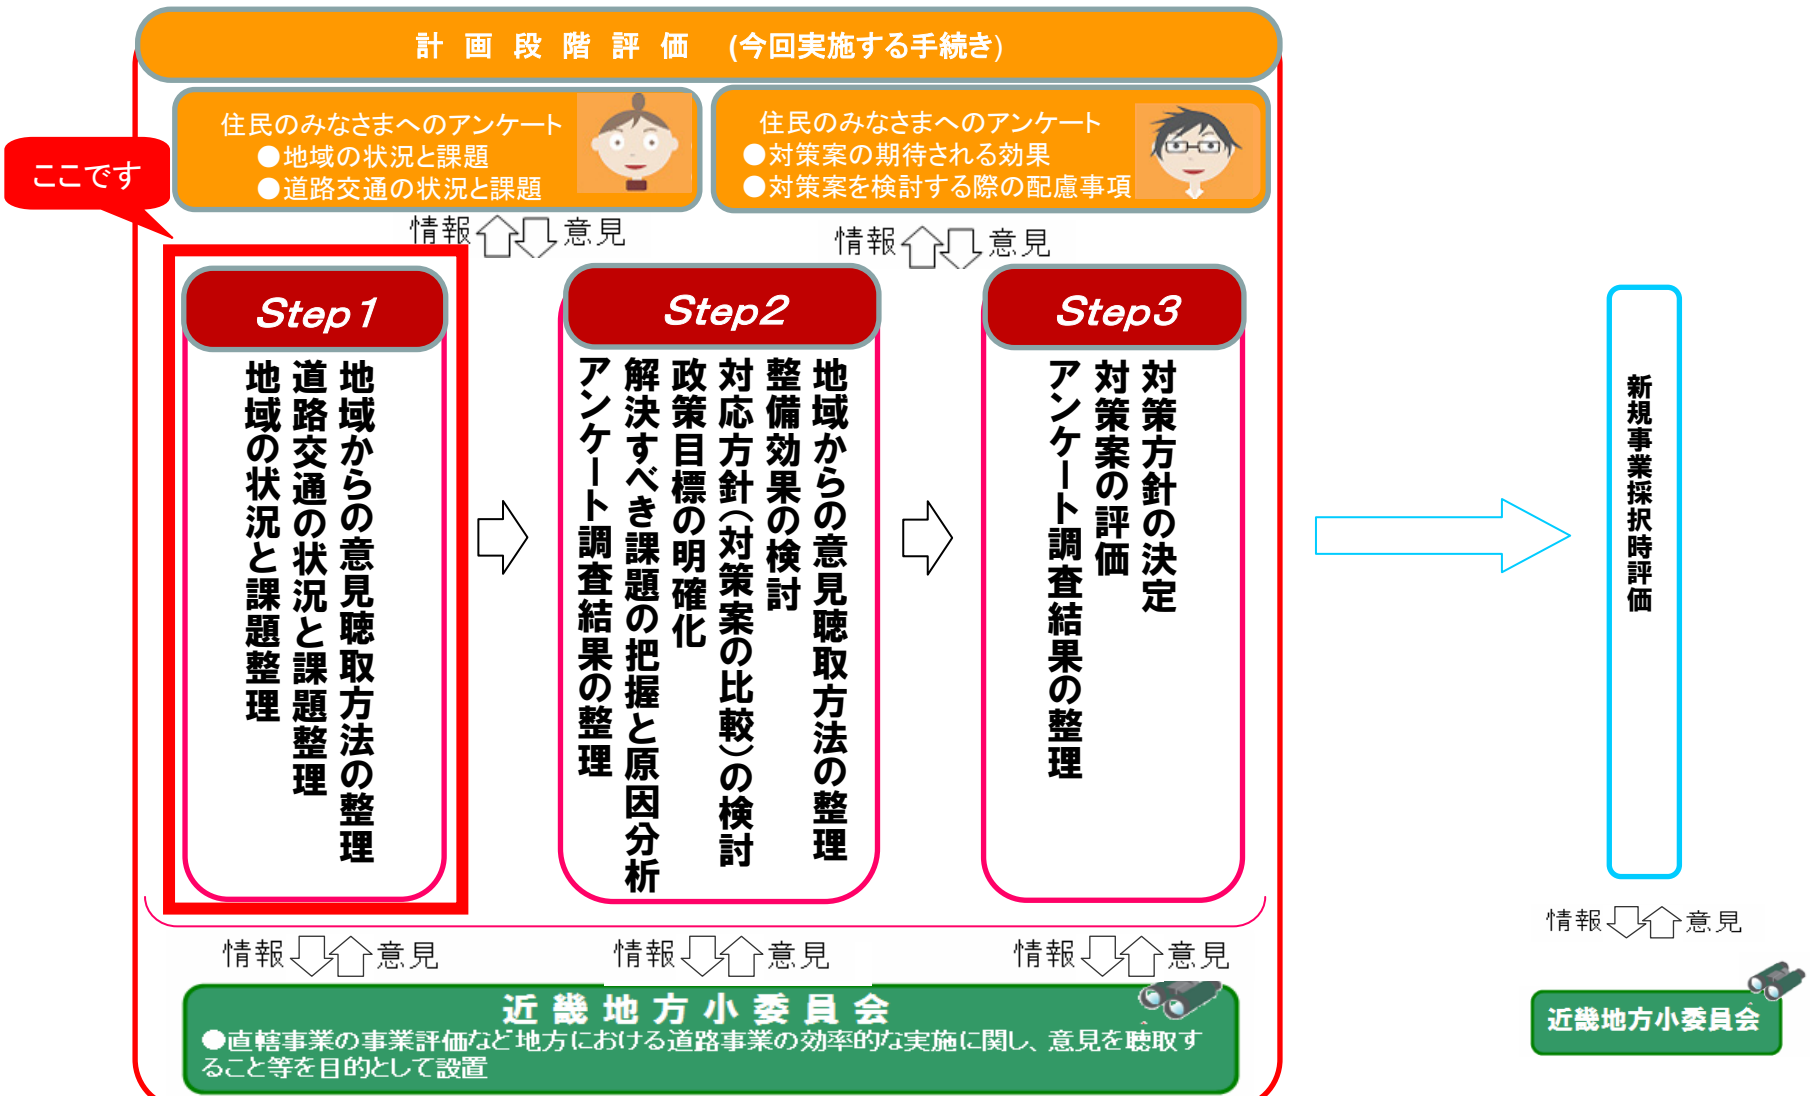 計画段階評価 (今回実施する手続き)
住民のみなさまへのアンケート
●地域の状況と課題
●道路交通の状況と課題
住民のみなさまへのアンケート
●対策案の期待される効果
●対策案を検討する際の配慮事項
ここです
情報 意見
情報 意見
Step1
地域からの意見聴取方法の整理
道路交通の状況と課題整理
地域の状況と課題整理
Step2
地域からの意見聴取方法の整理
整備効果の検討
対応方針(対策案の比較)の検討
政策目標の明確化
解決すべき課題の把握と原因分析
アンケート調査結果の整理
Step3
対策方針の決定
対策案の評価
アンケート調査結果の整理
新規事業採択時評価
情報 意見
情報 意見
情報 意見
情報 意見
近畿地方小委員会
●直轄事業の事業評価など地方における道路事業の効率的な実施に関し、意見を聴取す
ること等を目的として設置
近畿地方小委員会